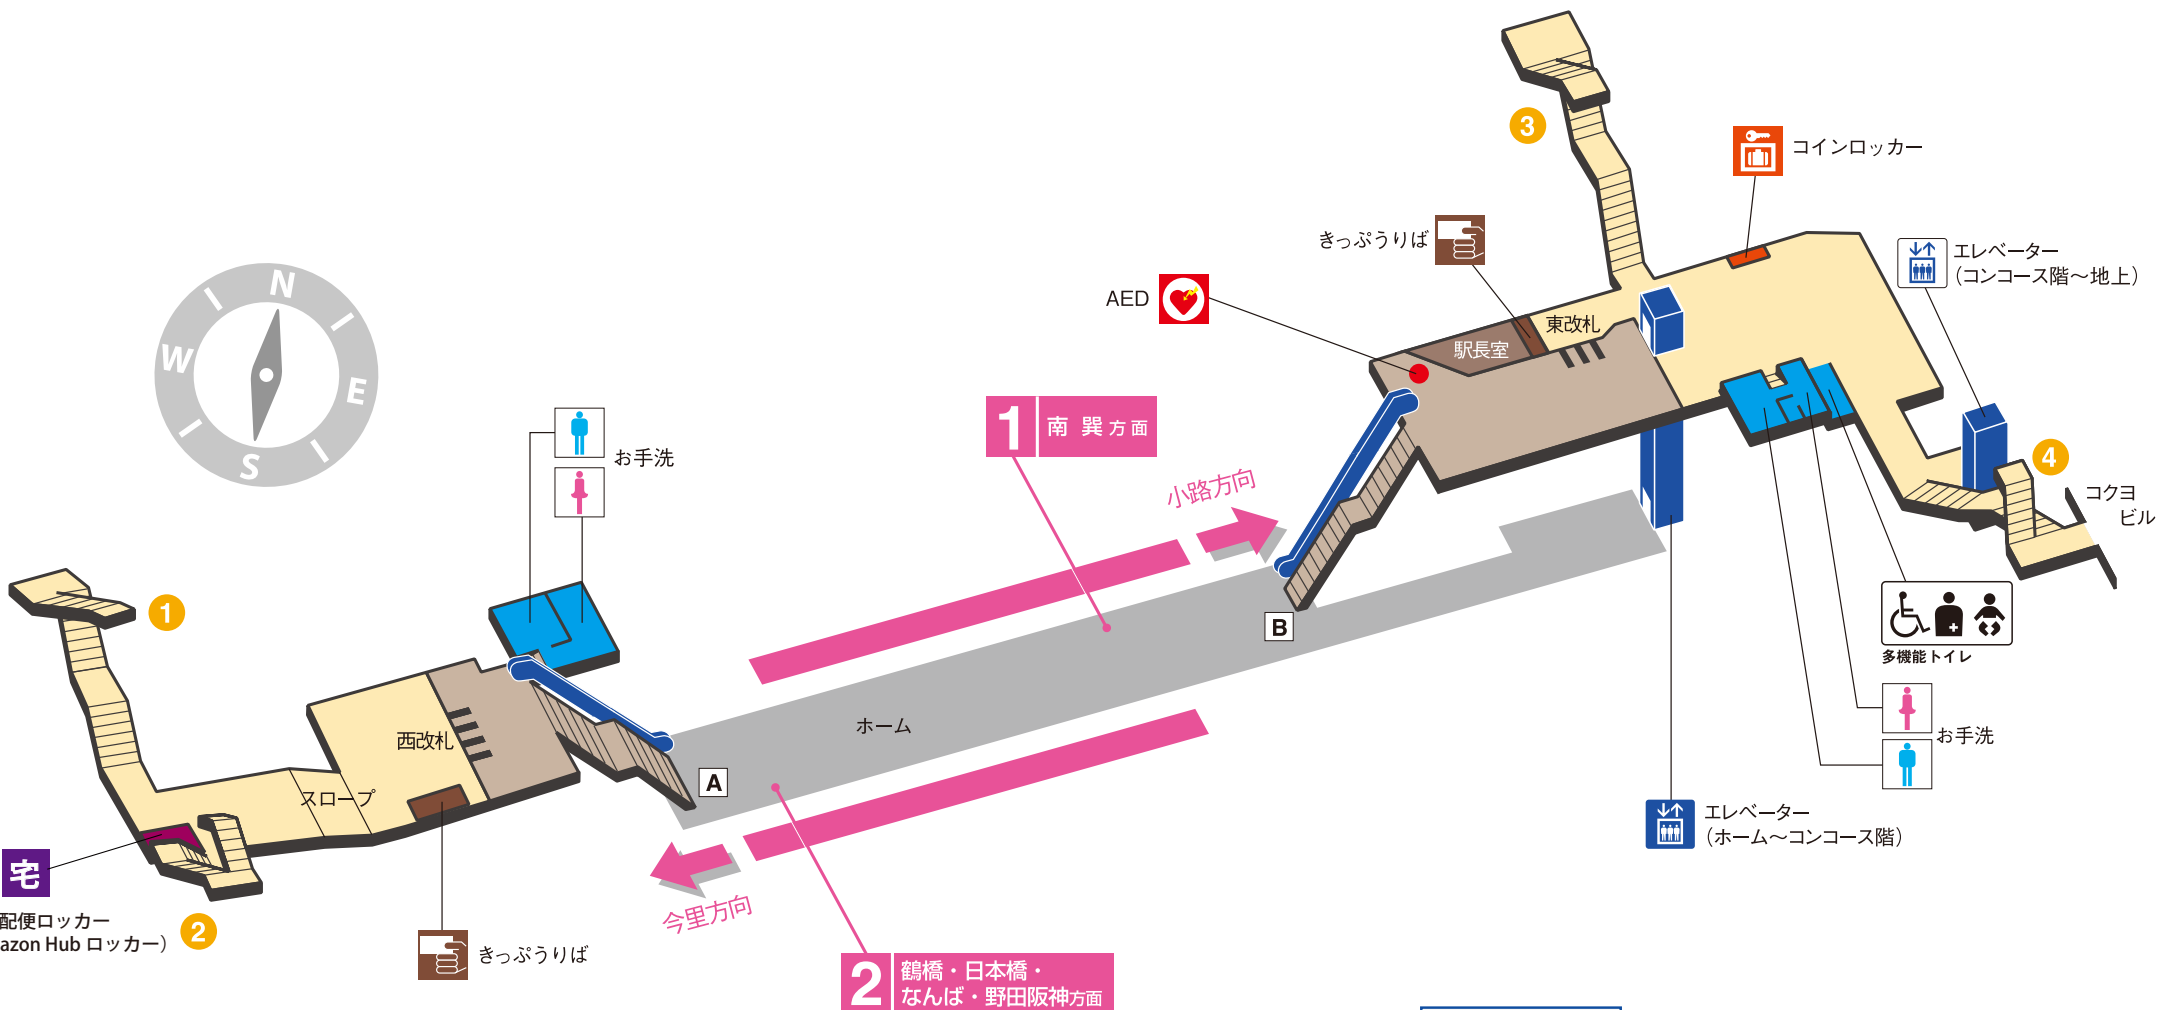 3
コインロッカー
きっぷうりば
エレベーター
（コンコース階～地上）
AED
東改札
駅長室
N
W
E
S
1
南 巽 方面
お手洗
小路方向
4
コクヨ
ビル
1
B
多機能トイレ
ホーム
西改札
A
お手洗
スロープ
エレベーター
（ホーム～コンコース階）
宅
配便ロッカー
azon Hub ロッカー）
2
今里方向
きっぷうりば
2
鶴橋・日本橋・
なんば・野田阪神方面